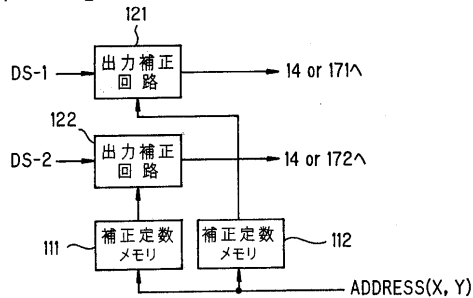 121
DS-1
出力補正
回路
14 or 171へ
122
DS-2
出力補正
回路
14 or 172へ
111
補正定数
メモリ
補正定数
メモリ
112
ADDRESS(X, Y)